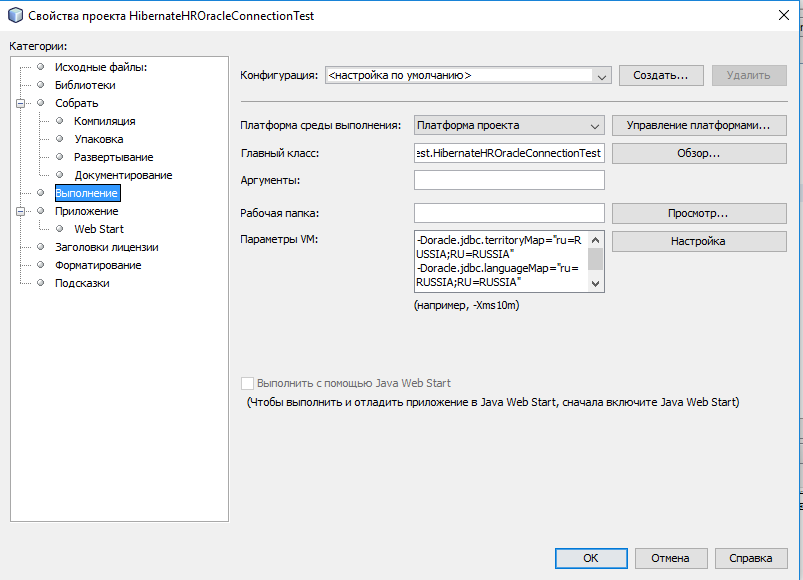 Свойства проекта HibernateHROracleConnectionTest
Категории:
Исходные файлы:
Библиотеки
Собрать
Компиляция
Упаковка
Развертывание
Документирование
Выполнение
Приложение
Web Start
Заголовки лицензии
Форматирование
Подсказки
Конфигурация: <настройка по умолчанию> Создать... Удалить
Платформа среды выполнения: Платформа проекта Управление платформами...
Главный класс: est.HibernateHROracleConnectionTest Обзор...
Аргументы:
Рабочая папка: Просмотр...
Параметры VM: Настройка
-Doracle.jdbc.territoryMap="ru=R
USSIA;RU=RUSSIA"
-Doracle.jdbc.languageMap="ru=
RUSSIA;RU=RUSSIA"
(например, -Xms10m)
Выполнить с помощью Java Web Start
(Чтобы выполнить и отладить приложение в Java Web Start, сначала включите Java Web Start)
OK Отмена Справка